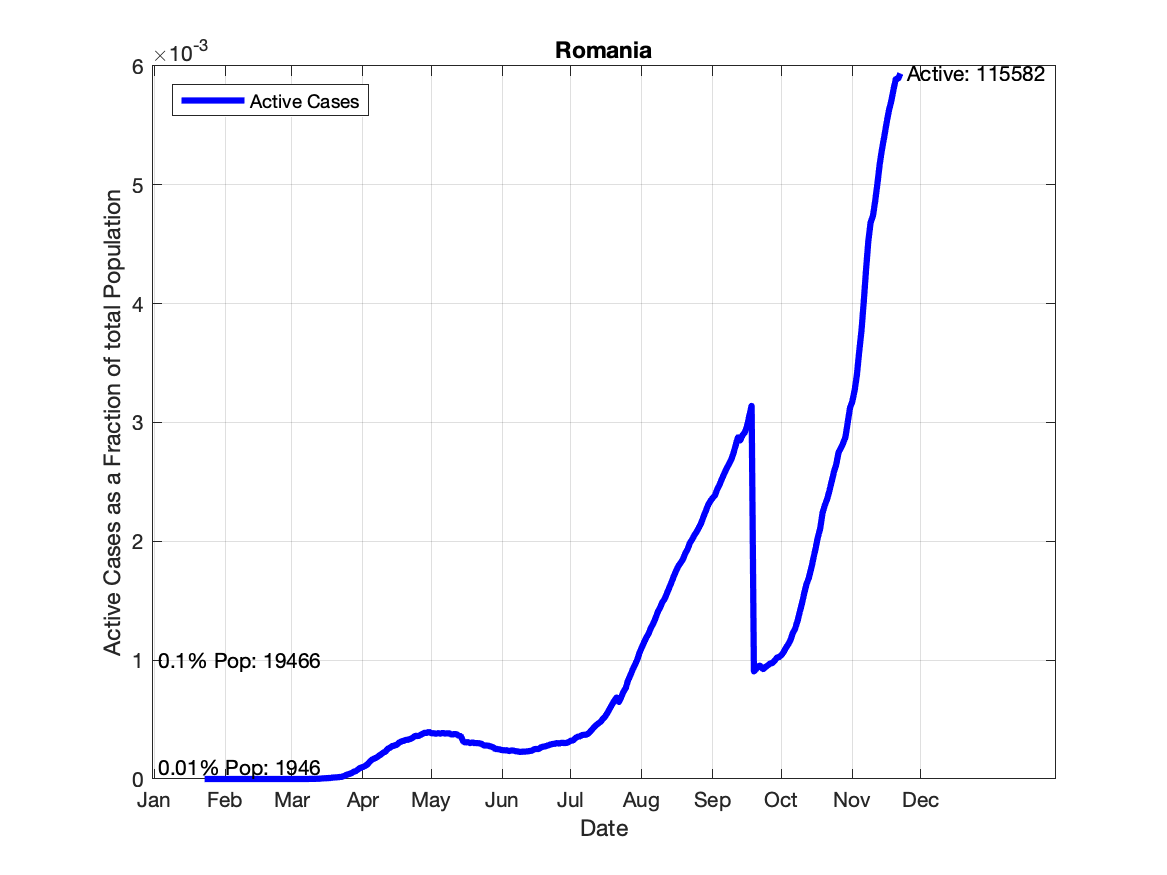 Romania
×10-3
6
Active: 115582
Active Cases
5
4
3
2
1
0.1% Pop: 19466
0.01% Pop: 1946
0
Active Cases as a Fraction of total Population
Jan Feb Mar Apr May Jun Jul Aug Sep Oct Nov Dec
Date